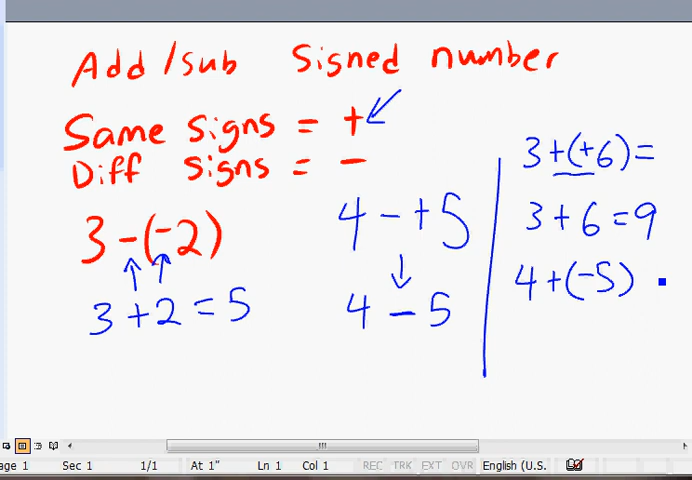 Add/sub Signed number
Same signs = +
Diff signs = -
3-(-2)
3+2=5
4-+5
4-5
3+(+6)=
3+6=9
4+(-5)
age 1 Sec 1 1/1 At 1" Ln 1 Col 1 REC TRK EXT OVR English (U.S.